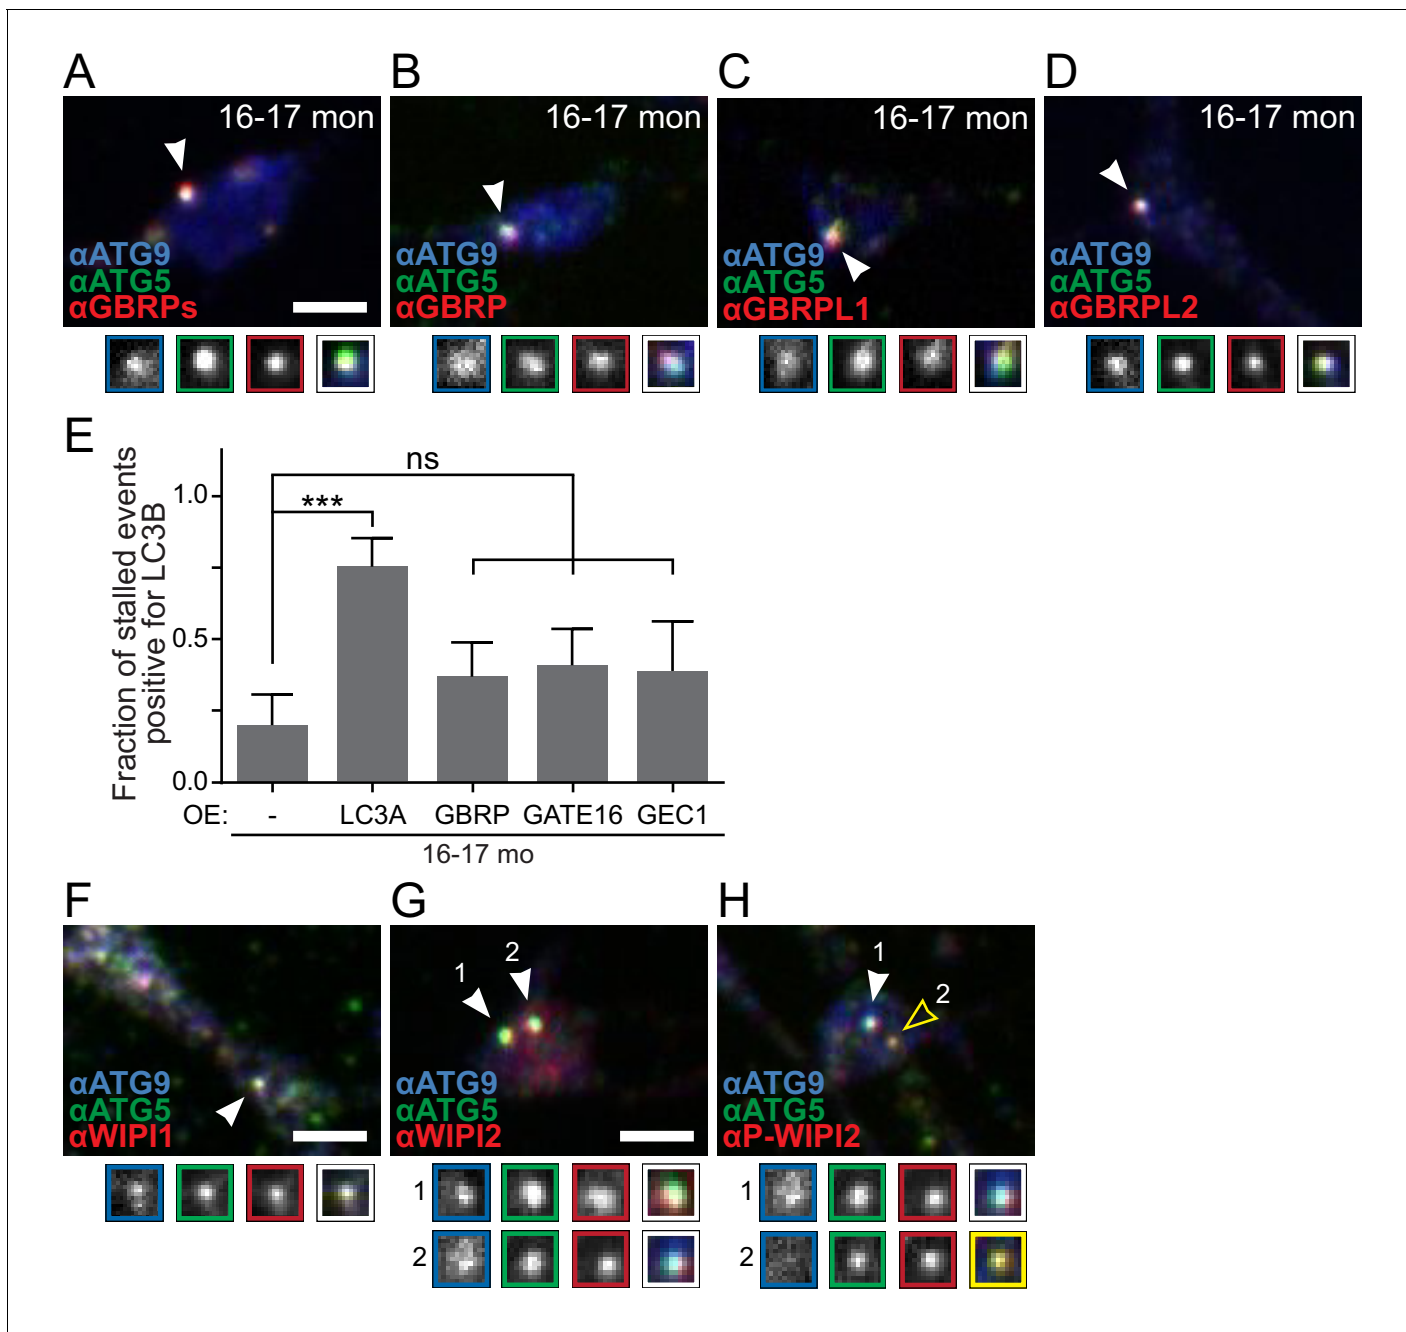 A
B
C
D
16-17 mon
16-17 mon
16-17 mon
16-17 mon
αATG9
αATG5
αGBRPs
αATG9
αATG5
αGBRP
αATG9
αATG5
αGBRPL1
αATG9
αATG5
αGBRPL2
E
Fraction of stalled events
positive for LC3B
1.0
0.5
0.0
ns
***
OE: - LC3A GBRP GATE16 GEC1
16-17 mo
F
G
H
αATG9
αATG5
αWIPI1
1
2
αATG9
αATG5
αWIPI2
1
2
αATG9
αATG5
αP-WIPI2
1
2
1
2